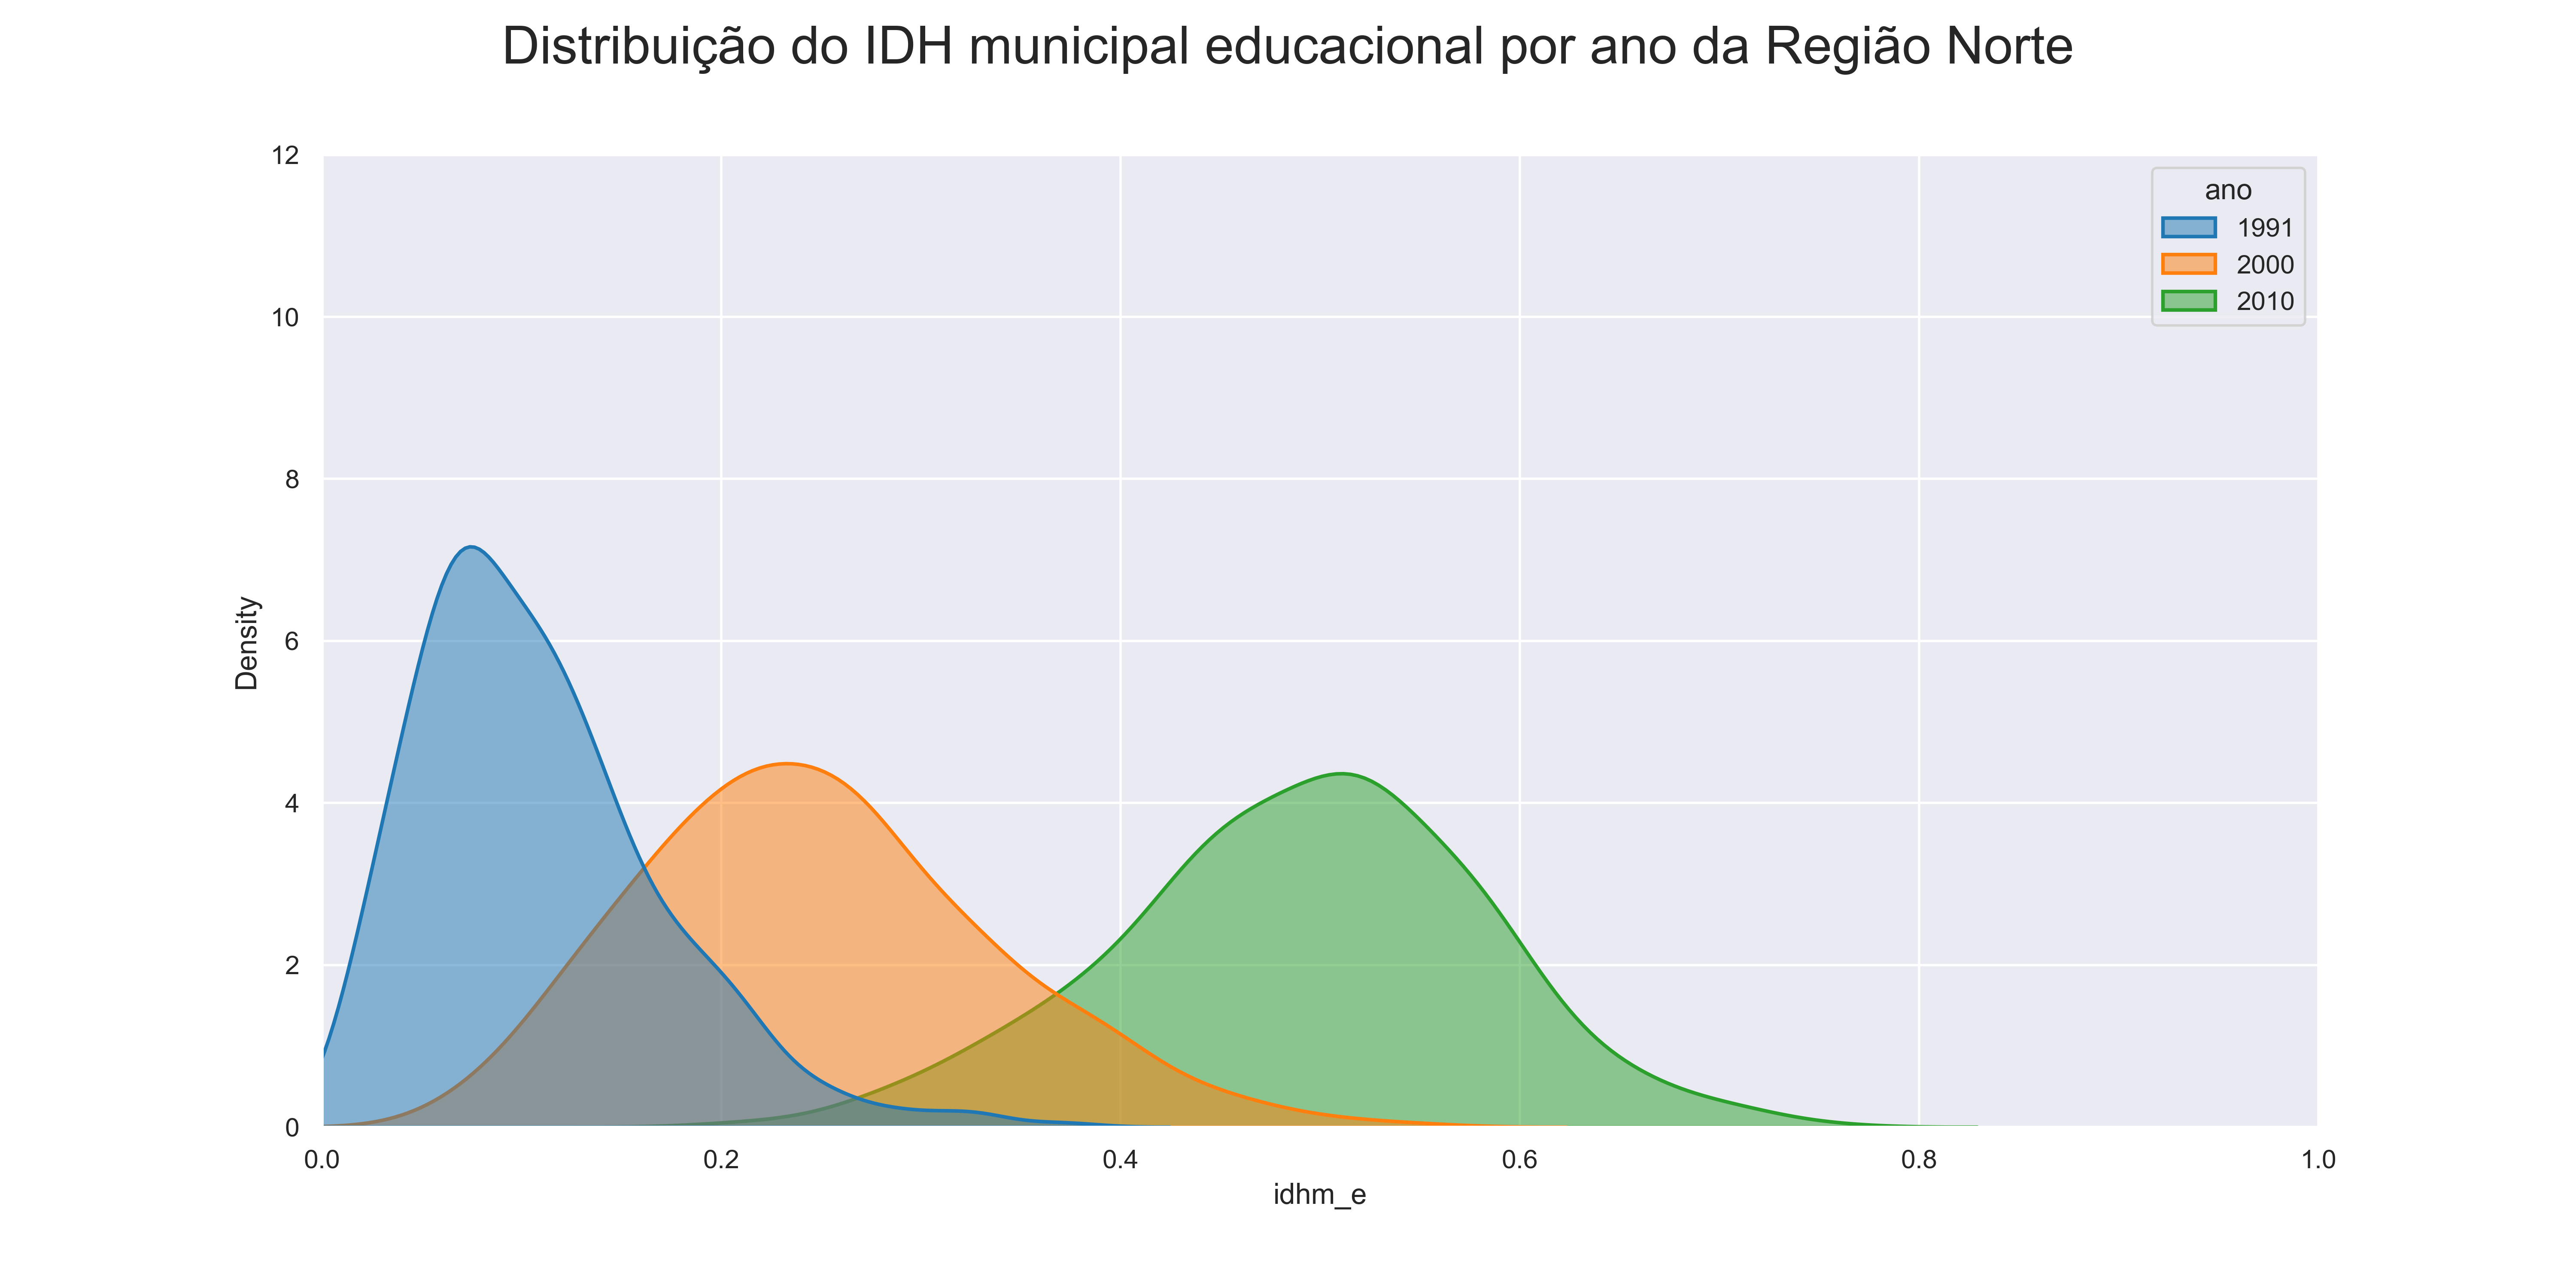 Distribuição do IDH municipal educacional por ano da Região Norte
12
10
8
6
4
2
0
Density
ano
1991
2000
2010
0.0 0.2 0.4 0.6 0.8 1.0
idhm_e